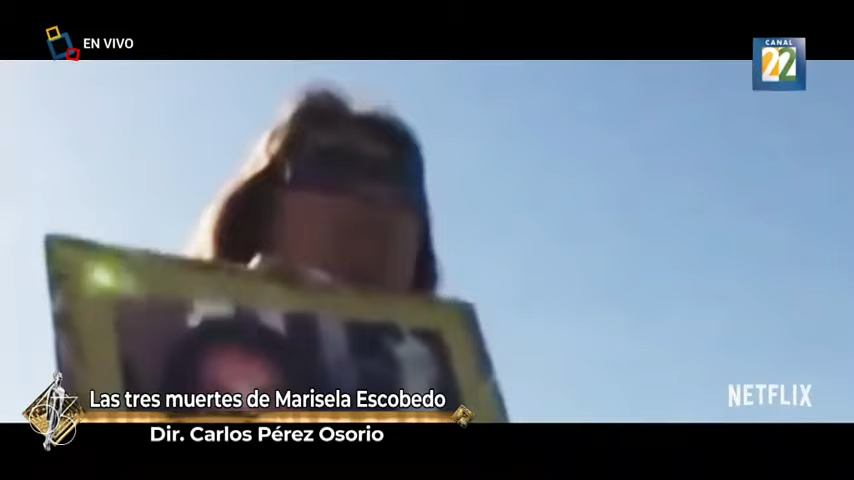 EN VIVO
CANAL
22
NETFLIX
Las tres muertes de Marisela Escobedo
Dir. Carlos Pérez Osorio